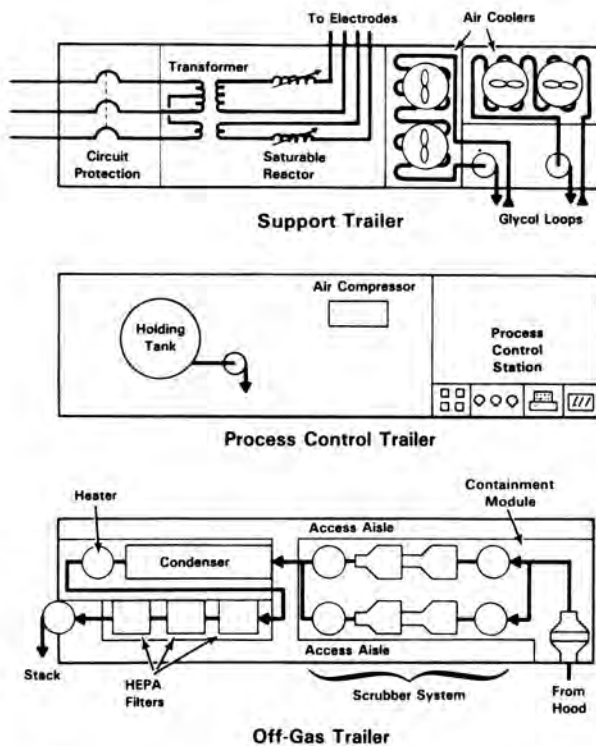 To Electrodes
Air Coolers
Transformer
Circuit
Protection
Saturable
Reactor
Support Trailer
Glycol Loops
Air Compressor
Holding
Tank
Process
Control
Station
Process Control Trailer
Heater
Containment
Module
Access Aisle
Condenser
Access Aisle
Stack
HEPA
Filters
Scrubber System
From
Hood
Off-Gas Trailer